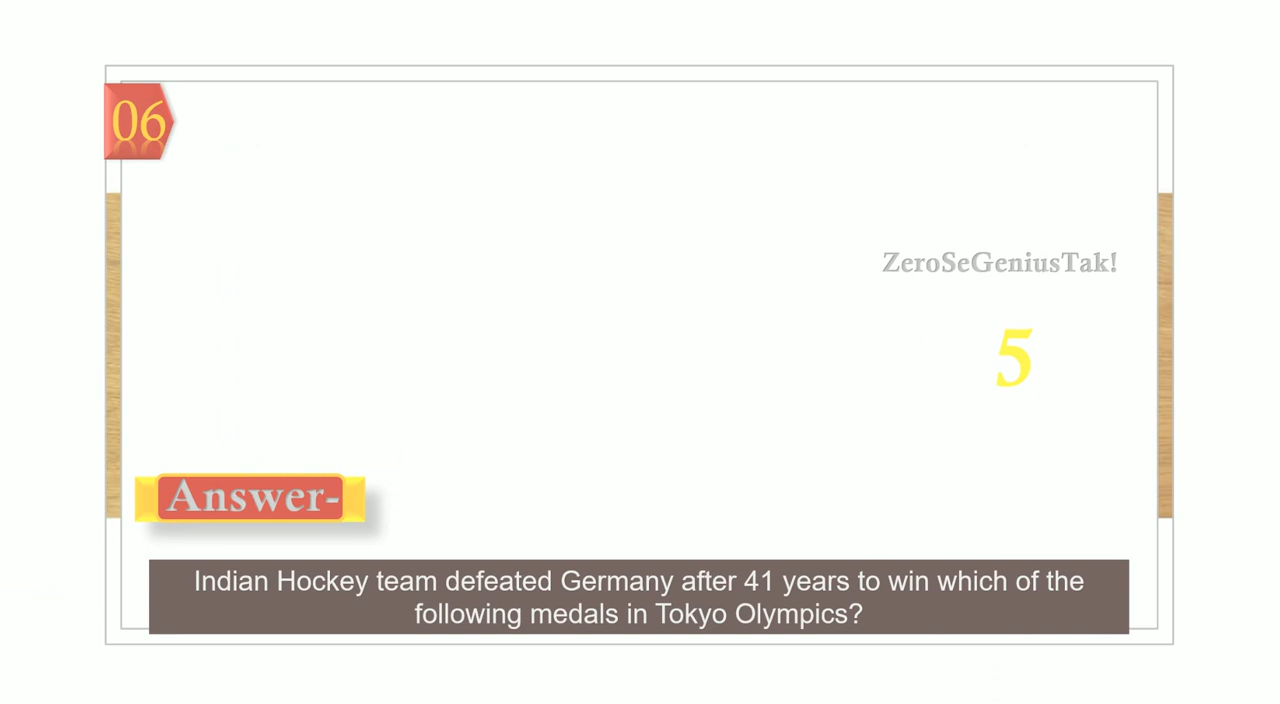 06
ZeroSeGeniusTak!
5
Answer-
Indian Hockey team defeated Germany after 41 years to win which of the
following medals in Tokyo Olympics?